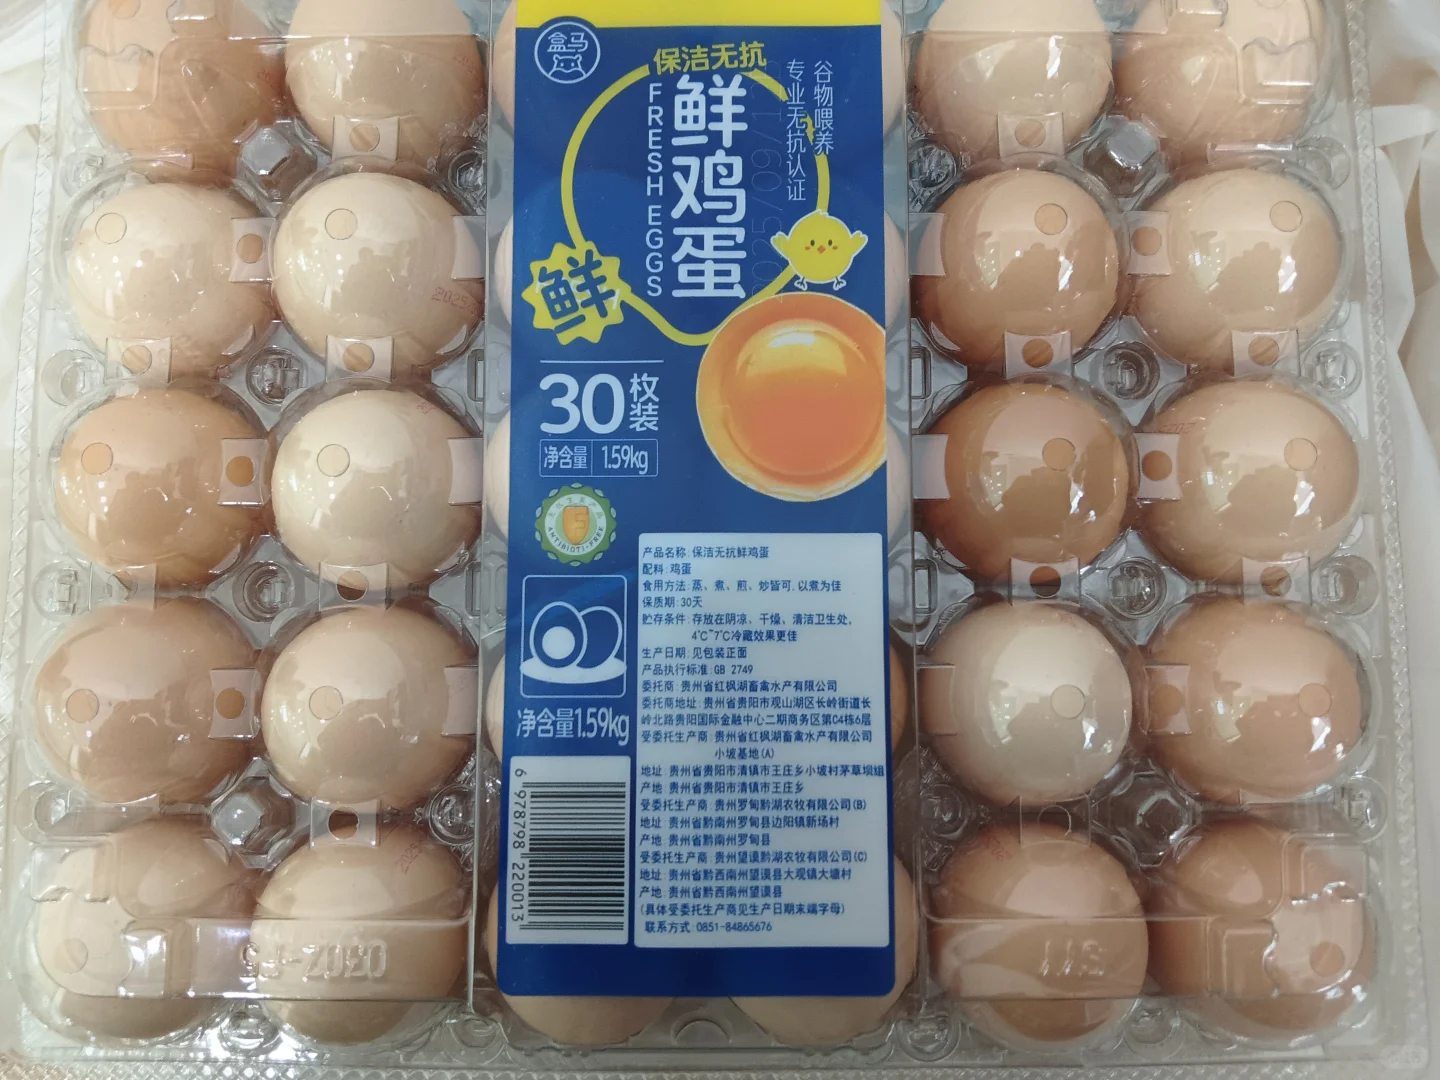 盒马
保洁无抗
鲜鸡蛋
FRESH EGGS
谷物喂养
专业无抗认证
鲜
30枚装
净含量 1.59kg
净含量1.59kg
6 978798 220013
产品名称:保洁无抗鲜鸡蛋
配料:鸡蛋
食用方法:蒸、煮、煎、炒皆可,以煮为佳
保质期:30天
贮存条件:存放在阴凉、干燥、清洁卫生处,
4℃~7℃冷藏效果更佳
生产日期:见包装正面
产品执行标准:GB 2749
委托商:贵州省红枫湖畜禽水产有限公司
委托商地址:贵州省贵阳市观山湖区长岭街道长
岭北路贵阳国际金融中心二期商务区第C4栋6层
受委托生产商:贵州省红枫湖畜禽水产有限公司
小坡基地(A)
地址:贵州省贵阳市清镇市王庄乡小坡村茅草坝组
产地:贵州省贵阳市清镇市王庄乡
受委托生产商:贵州罗甸黔湖农牧有限公司(B)
地址:贵州省黔南州罗甸县边阳镇新场村
产地:贵州省黔南州罗甸县
受委托生产商:贵州望谟黔湖农牧有限公司(C)
地址:贵州省黔西南州望谟县大观镇大塘村
产地:贵州省黔西南州望谟县
(具体受委托生产商见生产日期末端字母)
联系方式:0851-84865676